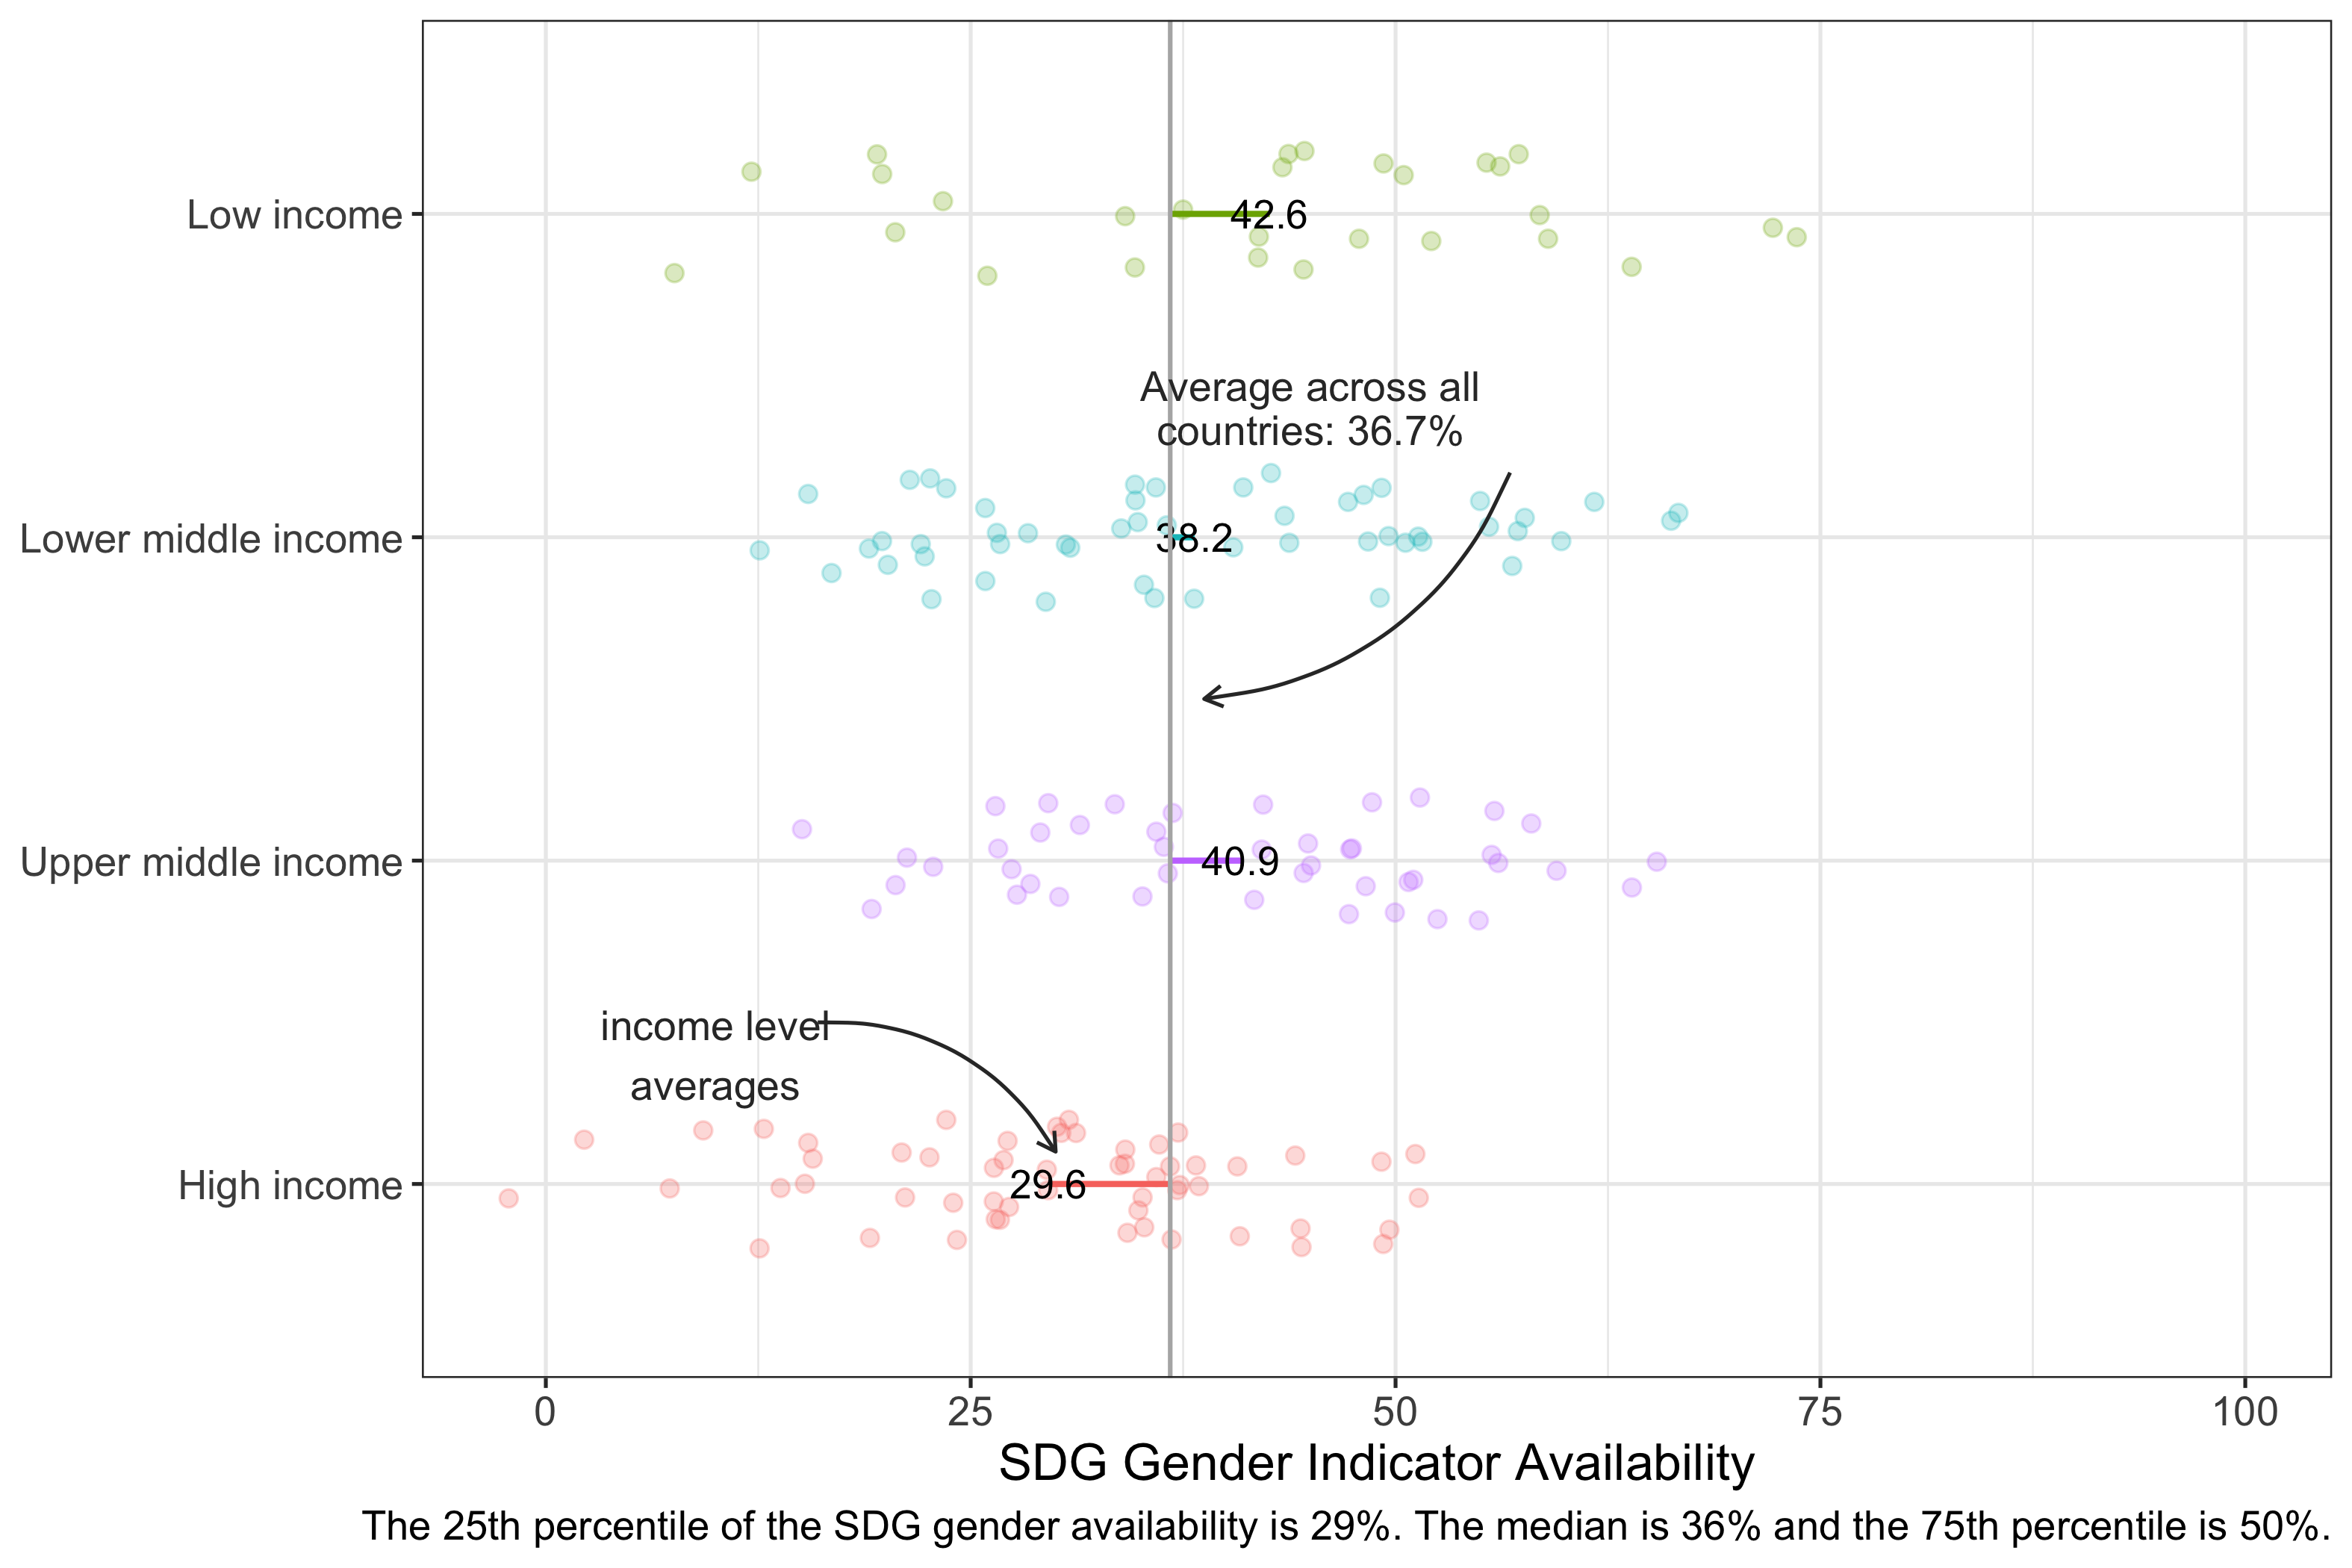 Low income
42.6
Average across all
countries: 36.7%
Lower middle income
38.2
Upper middle income
40.9
income level
averages
High income
29.6
0 25 50 75 100
SDG Gender Indicator Availability
The 25th percentile of the SDG gender availability is 29%. The median is 36% and the 75th percentile is 50%.